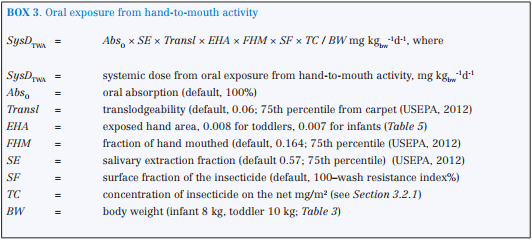 BOX 3. Oral exposure from hand-to-mouth activity
SysD_TWA = Abs_O × SE × Transl × EHA × FHM × SF × TC / BW mg kg_bw⁻¹d⁻¹, where
SysD_TWA = systemic dose from oral exposure from hand-to-mouth activity, mg kg_bw⁻¹d⁻¹
Abs_O = oral absorption (default, 100%)
Transl = translodgeability (default, 0.06; 75th percentile from carpet (USEPA, 2012)
EHA = exposed hand area, 0.008 for toddlers, 0.007 for infants (Table 5)
FHM = fraction of hand mouthed (default, 0.164; 75th percentile (USEPA, 2012)
SE = salivary extraction fraction (default 0.57; 75th percentile) (USEPA, 2012)
SF = surface fraction of the insecticide (default, 100–wash resistance index%)
TC = concentration of insecticide on the net mg/m² (see Section 3.2.1)
BW = body weight (infant 8 kg, toddler 10 kg; Table 3)